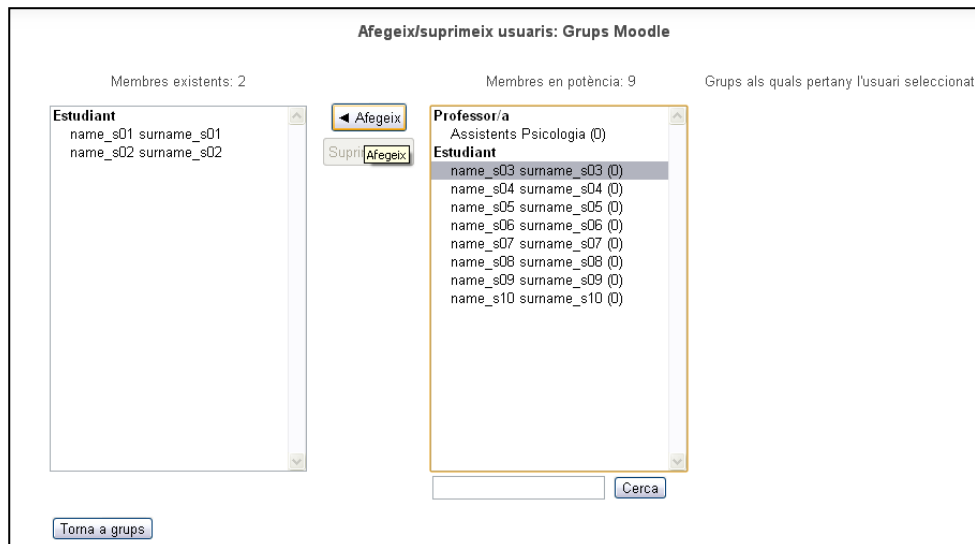 Afegeix/suprimeix usuaris: Grups Moodle
Membres existents: 2
Membres en potència: 9
Grups als quals pertany l'usuari seleccionat
Estudiant
name_s01 surname_s01
name_s02 surname_s02
◄ Afegeix
Afegeix
Professor/a
Assistents Psicologia (0)
Estudiant
name_s03 surname_s03 (0)
name_s04 surname_s04 (0)
name_s05 surname_s05 (0)
name_s06 surname_s06 (0)
name_s07 surname_s07 (0)
name_s08 surname_s08 (0)
name_s09 surname_s09 (0)
name_s10 surname_s10 (0)
Cerca
Torna a grups